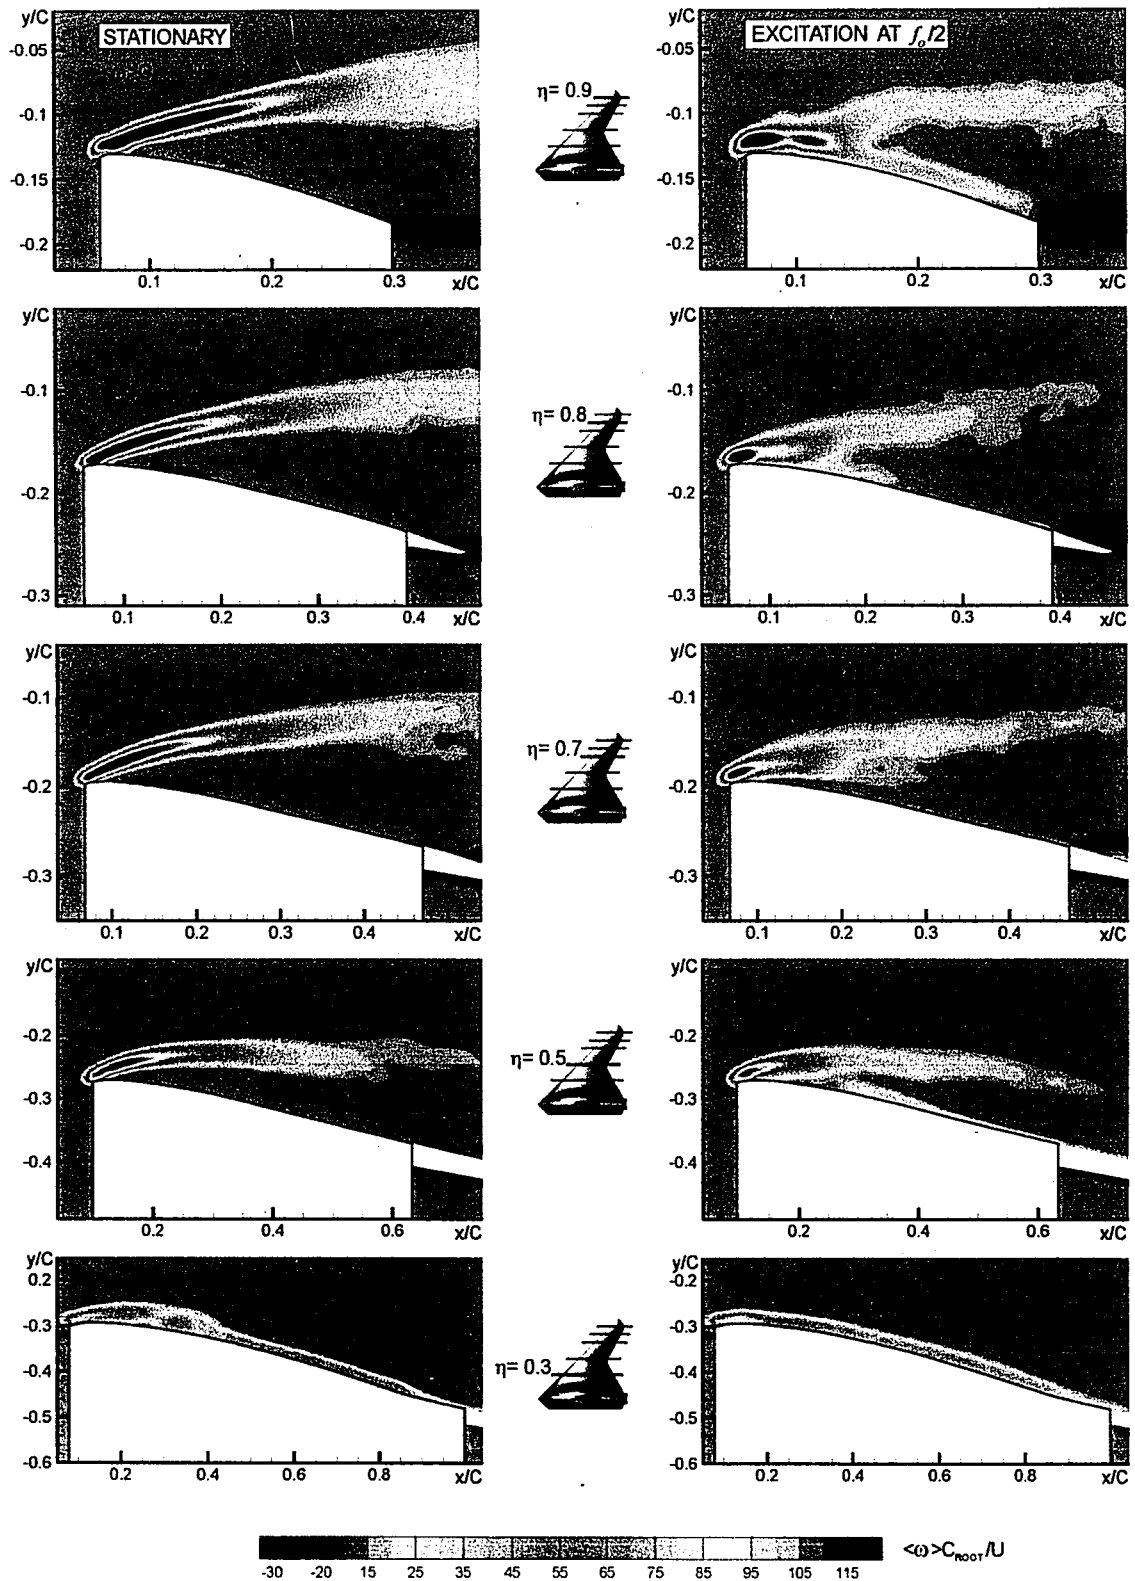 y/C
STATIONARY
-0.05
-0.1
-0.15
-0.2
0.1
0.2
0.3
x/C
η= 0.9
y/C
EXCITATION AT fₒ/2
-0.05
-0.1
-0.15
-0.2
0.1
0.2
0.3
x/C
y/C
-0.1
-0.2
-0.3
0.1
0.2
0.3
0.4
x/C
η= 0.8
y/C
-0.1
-0.2
-0.3
0.1
0.2
0.3
0.4
x/C
y/C
-0.1
-0.2
-0.3
0.1
0.2
0.3
0.4
x/C
η= 0.7
y/C
-0.1
-0.2
-0.3
0.1
0.2
0.3
0.4
x/C
y/C
-0.2
-0.3
-0.4
0.2
0.4
0.6
x/C
η= 0.5
y/C
-0.2
-0.3
-0.4
0.2
0.4
0.6
x/C
y/C
0.2
-0.3
-0.4
-0.5
-0.6
0.2
0.4
0.6
0.8
x/C
η= 0.3
y/C
-0.2
-0.3
-0.4
-0.5
-0.6
0.2
0.4
0.6
0.8
x/C
-30 -20 15 25 35 45 55 65 75 85 95 105 115
<ω>C_ROOT/U